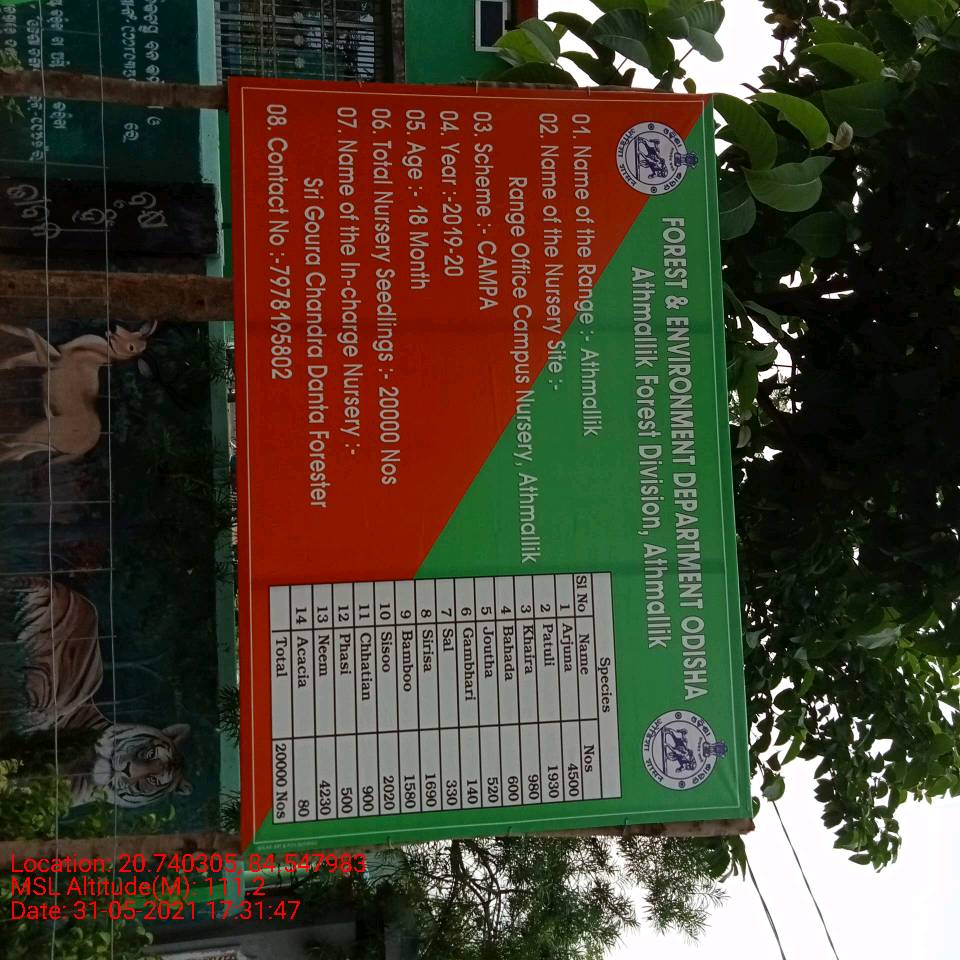 FOREST & ENVIRONMENT DEPARTMENT ODISHA
Athmallik Forest Division, Athmallik
01. Name of the Range :- Athmallik
02. Name of the Nursery Site :-
Range Office Campus Nursery, Athmallik
03 Scheme :- CAMPA
04. Year :-2019-20
05. Age :- 18 Month
06. Total Nursery Seedlings :- 20000 Nos
07. Name of the In-charge Nursery :-
Sri Goura Chandra Danta Forester
08. Contact No :-7978195802
Species
Sl No Name Nos
1 Arjuna 4500
2 Patuli 1930
3 Khaira 980
4 Bahada 600
5 Joutha 520
6 Gambhari 140
7 Sal 330
8 Sirisa 1690
9 Bamboo 1580
10 Sisoo 2020
11 Chhatian 900
12 Phasi 500
13 Neem 4230
14 Acacia 80
Total 20000 Nos
Location: 20.740305, 84.547983
MSL Altitude(M): 111.2
Date: 31-05-2021 17:31:47